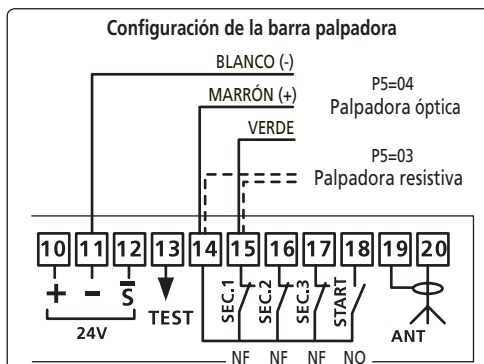 Configuración de la barra palpadora
BLANCO (-)
MARRÓN (+)
P5=04
Palpadora óptica
VERDE
P5=03
Palpadora resistiva
10 11 12 13 14 15 16 17 18 19 20
+ - S
24V
TEST
SEC.1
SEC.2
SEC.3
START
ANT
NF NF NF NO